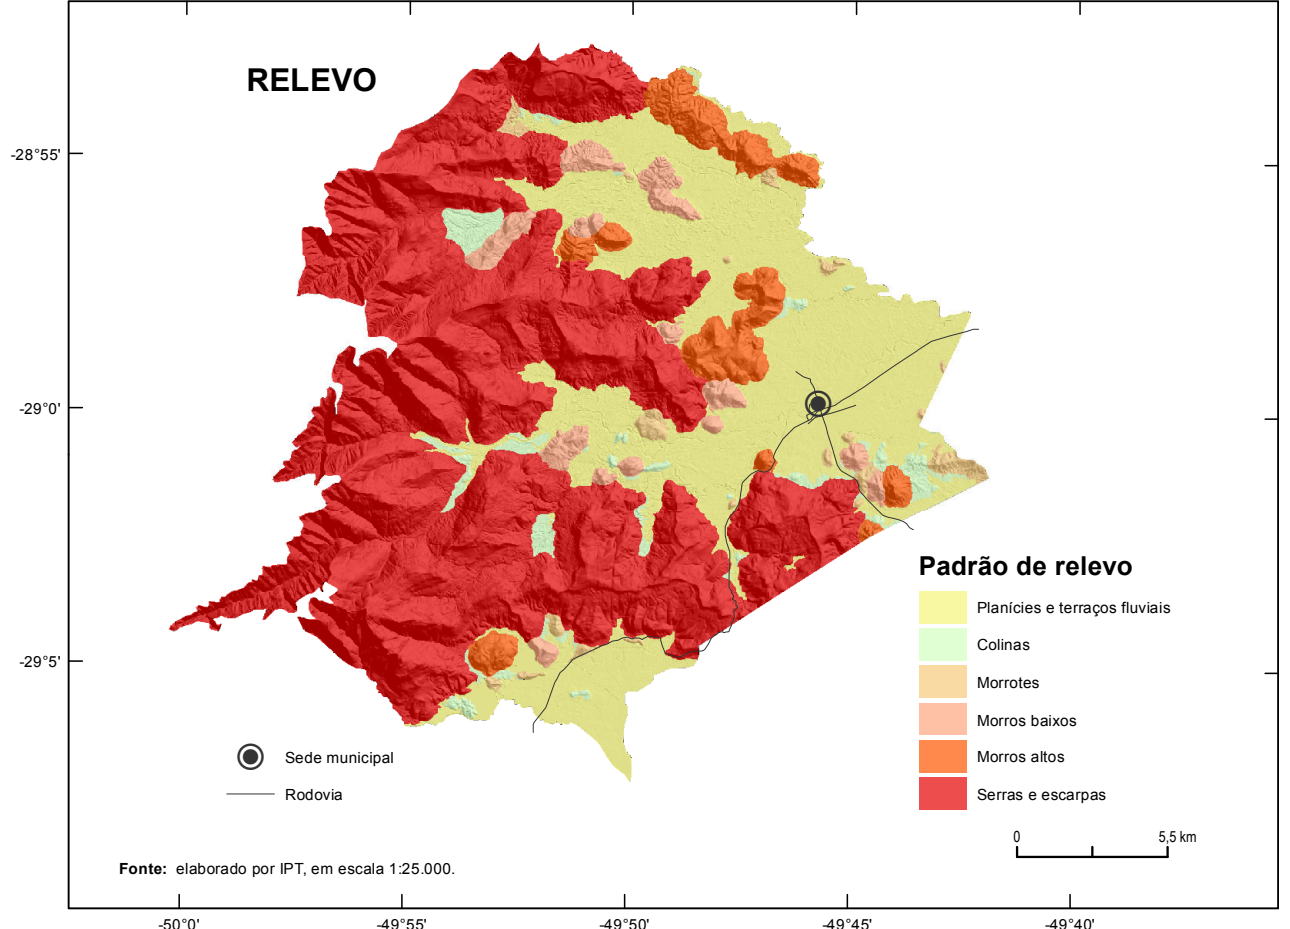 RELEVO
-28°55'
-29°0'
-29°5'
Padrão de relevo
Planícies e terraços fluviais
Colinas
Morrotes
Morros baixos
Morros altos
Serras e escarpas
Sede municipal
Rodovia
0 5,5 km
Fonte: elaborado por IPT, em escala 1:25.000.
-50°0' -49°55' -49°50' -49°45' -49°40'